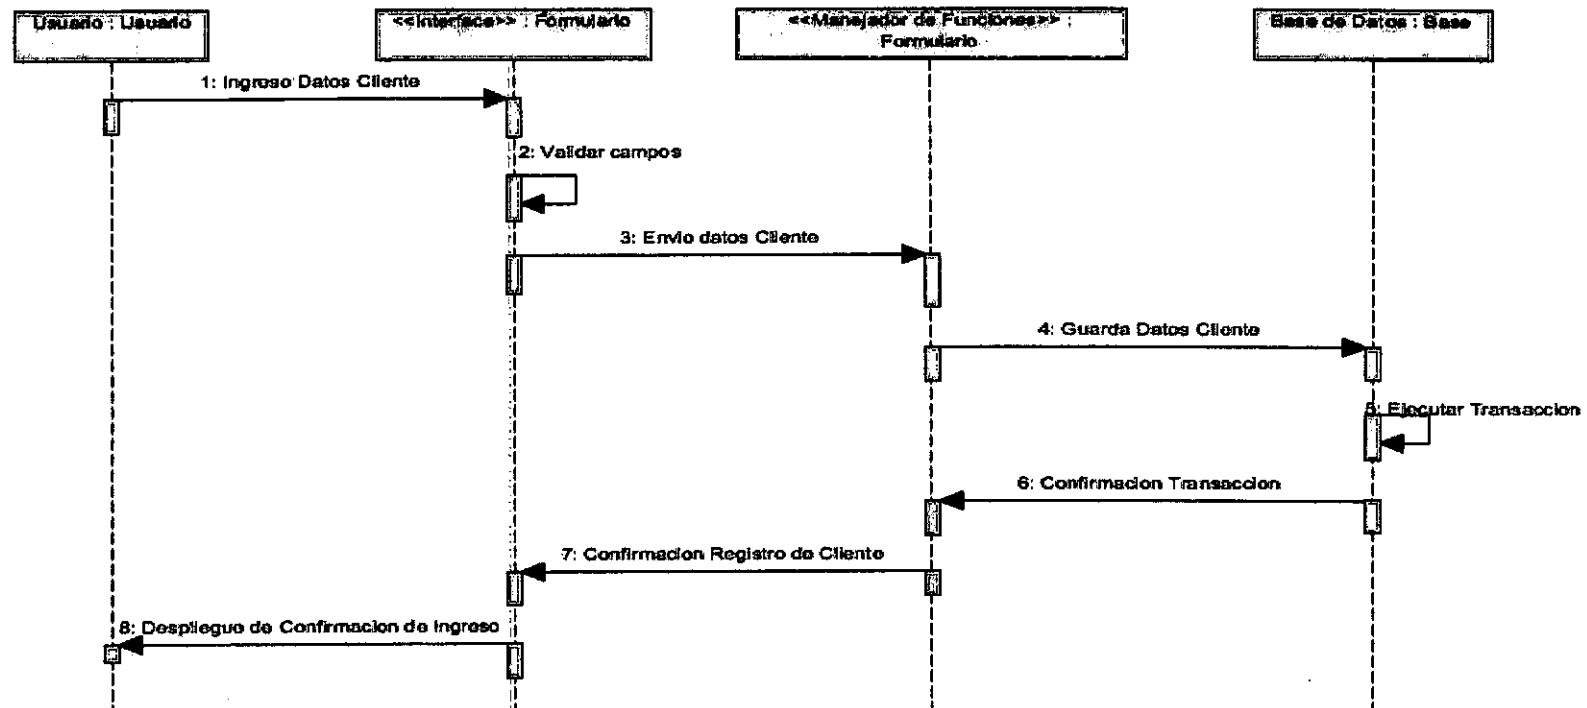 Usuario : Usuario
<<Interface>> : Formulario
<<Manejador de Funciones>> :
Formulario
Base de Datos : Base
1: Ingreso Datos Cliente
2: Validar campos
3: Envio datos Cliente
4: Guarda Datos Cliente
5: Ejecutar Transaccion
6: Confirmacion Transaccion
7: Confirmacion Registro de Cliente
8: Despliegue de Confirmacion de Ingreso